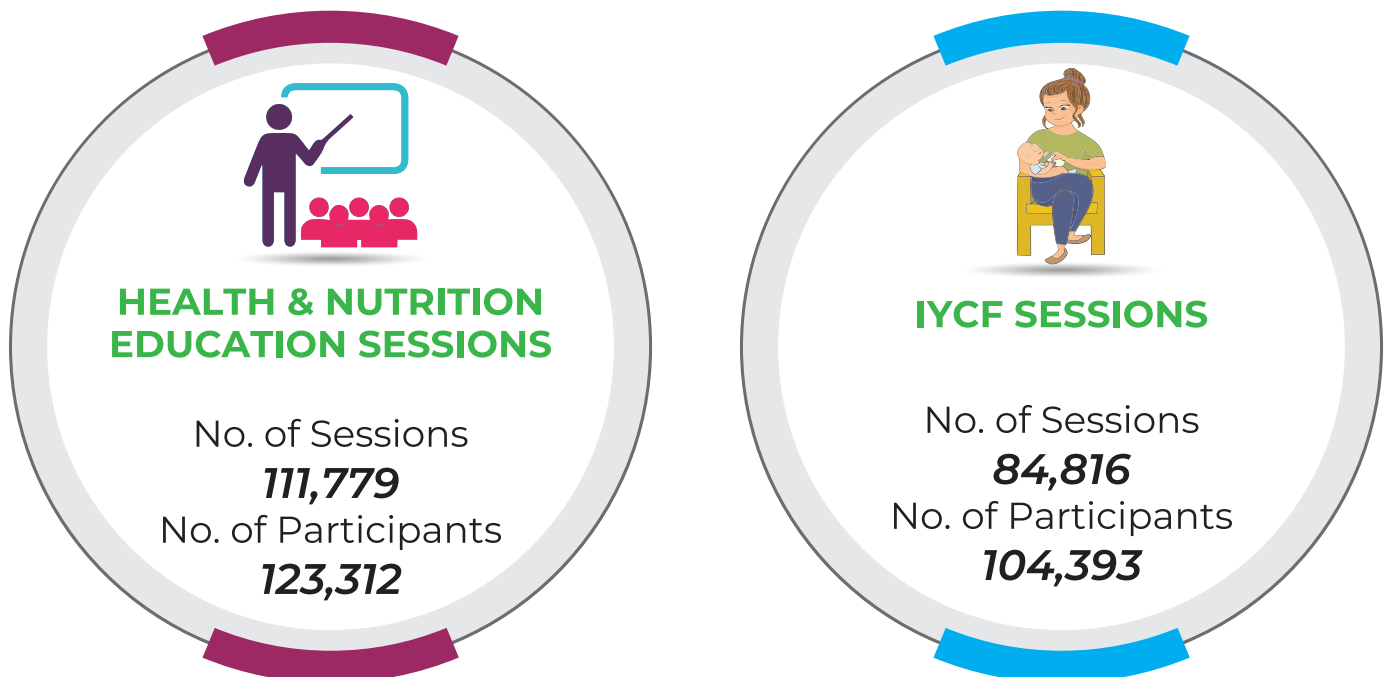 HEALTH & NUTRITION
EDUCATION SESSIONS
No. of Sessions
111,779
No. of Participants
123,312
IYCF SESSIONS
No. of Sessions
84,816
No. of Participants
104,393